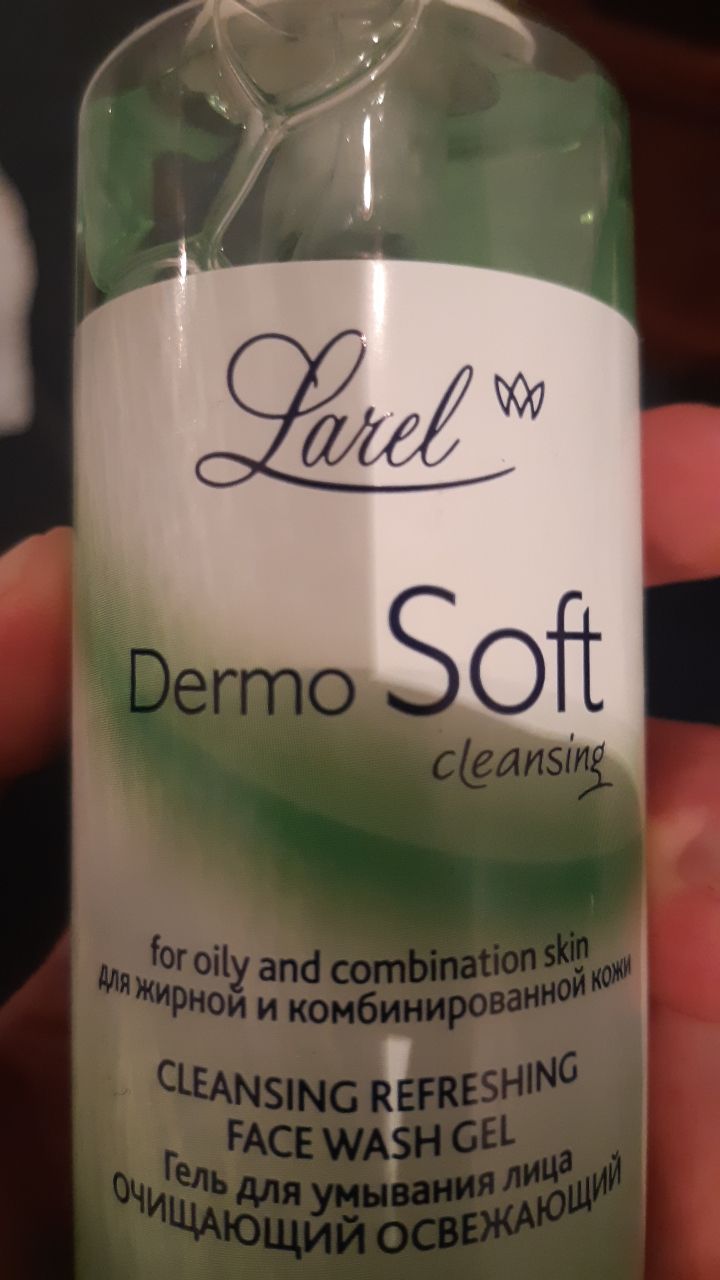 Larel
Dermo Soft
cleansing
for oily and combination skin
для жирной и комбинированной кожи
CLEANSING REFRESHING
FACE WASH GEL
Гель для умывания лица
ОЧИЩАЮЩИЙ ОСВЕЖАЮЩИЙ